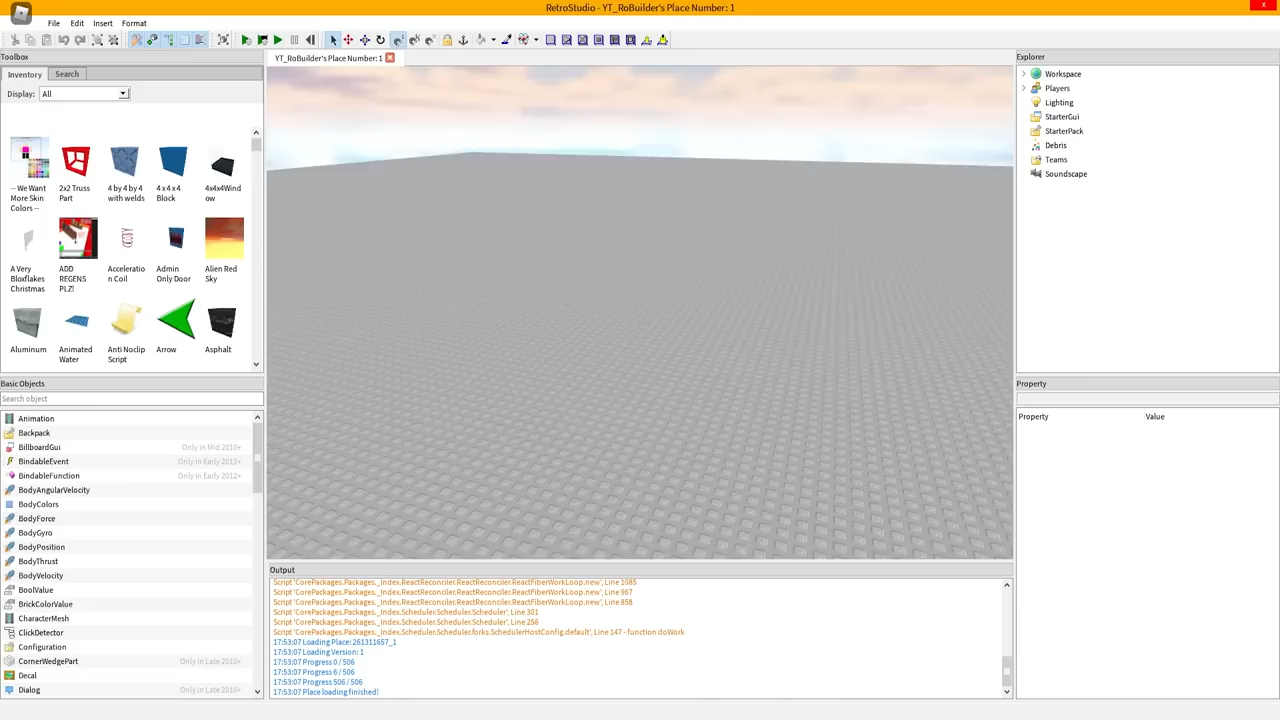 RetroStudio - YT_RoBuilder's Place Number: 1
x
File Edit Insert Format
Toolbox
Inventory Search
Display: All
-- We Want More Skin Colors --
2x2 Truss Part
4 by 4 by 4 with welds
4 x 4 x 4 Block
4x4x4Window
A Very Bloxflakes Christmas
ADD REGENS PLZ!
Acceleration Coil
Admin Only Door
Alien Red Sky
Aluminum
Animated Water
Anti Noclip Script
Arrow
Asphalt
Basic Objects
Search object
Animation
Backpack
BillboardGui Only in Mid 2010+
BindableEvent Only in Early 2012+
BindableFunction Only in Early 2012+
BodyAngularVelocity
BodyColors
BodyForce
BodyGyro
BodyPosition
BodyThrust
BodyVelocity
BoolValue
BrickColorValue
CharacterMesh
ClickDetector
Configuration
CornerWedgePart Only in Late 2010+
Decal
Dialog Only in Late 2010+
YT_RoBuilder's Place Number: 1
Output
Script 'CorePackages.Packages._Index.ReactReconciler.ReactReconciler.ReactFiberWorkLoop.new', Line 1085
Script 'CorePackages.Packages._Index.ReactReconciler.ReactReconciler.ReactFiberWorkLoop.new', Line 967
Script 'CorePackages.Packages._Index.ReactReconciler.ReactReconciler.ReactFiberWorkLoop.new', Line 858
Script 'CorePackages.Packages._Index.Scheduler.Scheduler.Scheduler', Line 301
Script 'CorePackages.Packages._Index.Scheduler.Scheduler.Scheduler', Line 256
Script 'CorePackages.Packages._Index.Scheduler.Scheduler.forks.SchedulerHostConfig.default', Line 147 - function doWork
17:53:07 Loading Place: 261311657_1
17:53:07 Loading Version: 1
17:53:07 Progress 0 / 506
17:53:07 Progress 6 / 506
17:53:07 Progress 506 / 506
17:53:07 Place loading finished!
Explorer
Workspace
Players
Lighting
StarterGui
StarterPack
Debris
Teams
Soundscape
Property
Property Value